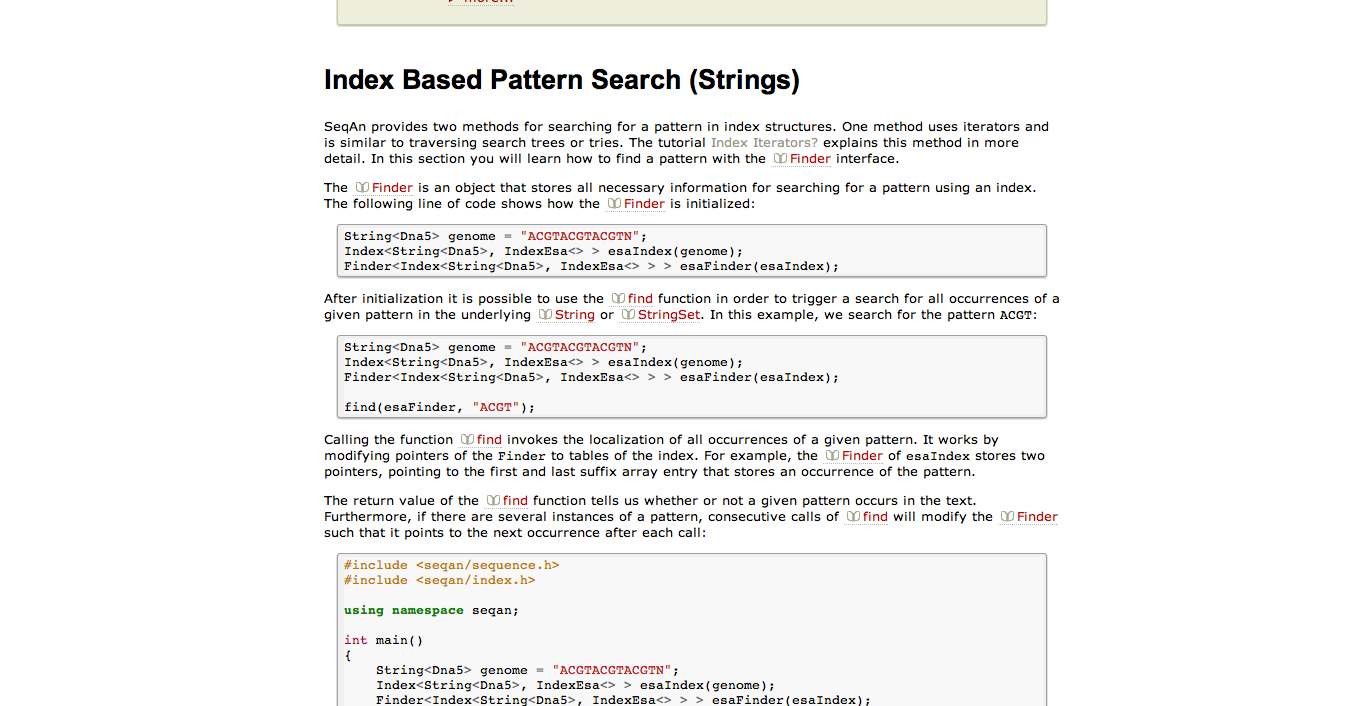 Index Based Pattern Search (Strings)
SeqAn provides two methods for searching for a pattern in index structures. One method uses iterators and
is similar to traversing search trees or tries. The tutorial Index Iterators? explains this method in more
detail. In this section you will learn how to find a pattern with the Finder interface.
The Finder is an object that stores all necessary information for searching for a pattern using an index.
The following line of code shows how the Finder is initialized:
String<Dna5> genome = "ACGTACGTACGTN";
Index<String<Dna5>, IndexEsa<> > esaIndex(genome);
Finder<Index<String<Dna5>, IndexEsa<> > > esaFinder(esaIndex);
After initialization it is possible to use the find function in order to trigger a search for all occurrences of a
given pattern in the underlying String or StringSet. In this example, we search for the pattern ACGT:
String<Dna5> genome = "ACGTACGTACGTN";
Index<String<Dna5>, IndexEsa<> > esaIndex(genome);
Finder<Index<String<Dna5>, IndexEsa<> > > esaFinder(esaIndex);
find(esaFinder, "ACGT");
Calling the function find invokes the localization of all occurrences of a given pattern. It works by
modifying pointers of the Finder to tables of the index. For example, the Finder of esaIndex stores two
pointers, pointing to the first and last suffix array entry that stores an occurrence of the pattern.
The return value of the find function tells us whether or not a given pattern occurs in the text.
Furthermore, if there are several instances of a pattern, consecutive calls of find will modify the Finder
such that it points to the next occurrence after each call:
#include <seqan/sequence.h>
#include <seqan/index.h>
using namespace seqan;
int main()
{
String<Dna5> genome = "ACGTACGTACGTN";
Index<String<Dna5>, IndexEsa<> > esaIndex(genome);
Finder<Index<String<Dna5>, IndexEsa<> > > esaFinder(esaIndex);